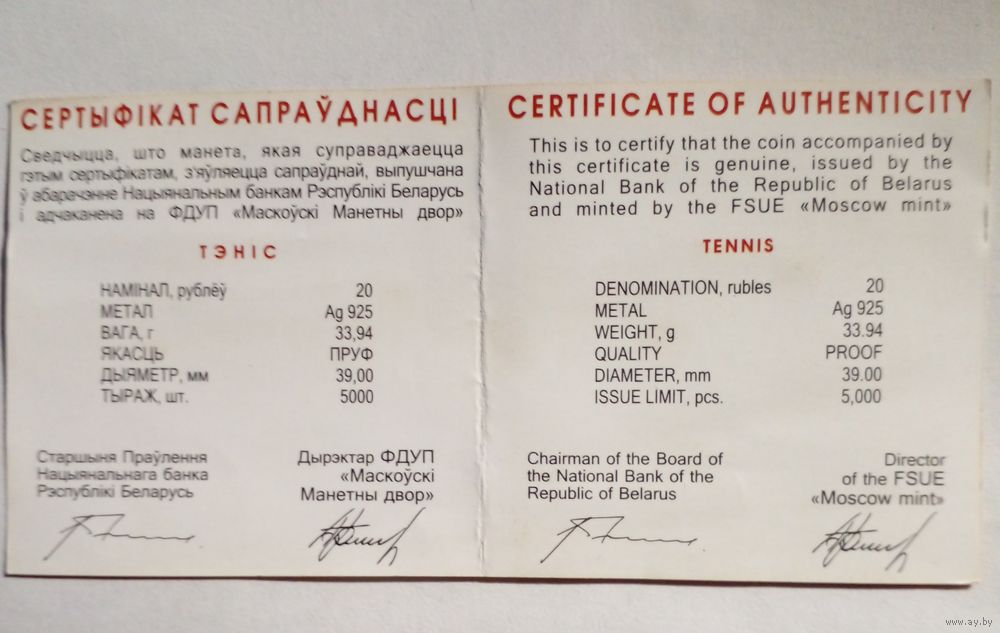 СЕРТЫФІКАТ САПРАЎДНАСЦІ
Сведчыцца, што манета, якая суправаджаецца
гэтым сертыфікатам, з'яўляецца сапраўднай, выпушчана
ў абарачэнне Нацыянальным банкам Рэспублікі Беларусь
і адчаканена на ФДУП «Маскоўскі Манетны двор»
ТЭНІС
НАМІНАЛ, рублёў 20
МЕТАЛ Ag 925
ВАГА, г 33,94
ЯКАСЦЬ ПРУФ
ДЫЯМЕТР, мм 39,00
ТЫРАЖ, шт. 5000
Старшыня Праўлення
Нацыянальнага банка
Рэспублікі Беларусь
Дырэктар ФДУП
«Маскоўскі
Манетны двор»
CERTIFICATE OF AUTHENTICITY
This is to certify that the coin accompanied by
this certificate is genuine, issued by the
National Bank of the Republic of Belarus
and minted by the FSUE «Moscow mint»
TENNIS
DENOMINATION, rubles 20
METAL Ag 925
WEIGHT, g 33.94
QUALITY PROOF
DIAMETER, mm 39.00
ISSUE LIMIT, pcs. 5,000
Chairman of the Board of
the National Bank of the
Republic of Belarus
Director
of the FSUE
«Moscow mint»
www.ay.by